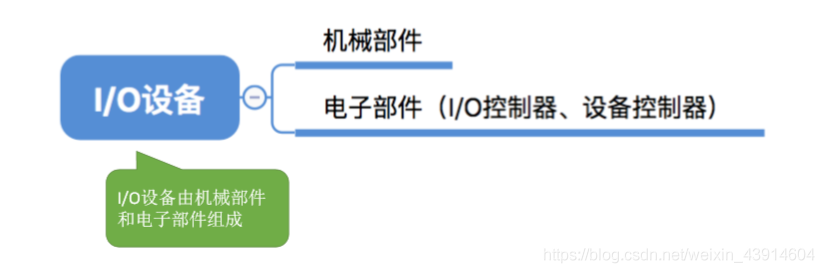 机械部件
I/O设备
电子部件（I/O控制器、设备控制器）
I/O设备由机械部件
和电子部件组成
https://blog.csdn.net/weixin_43914604